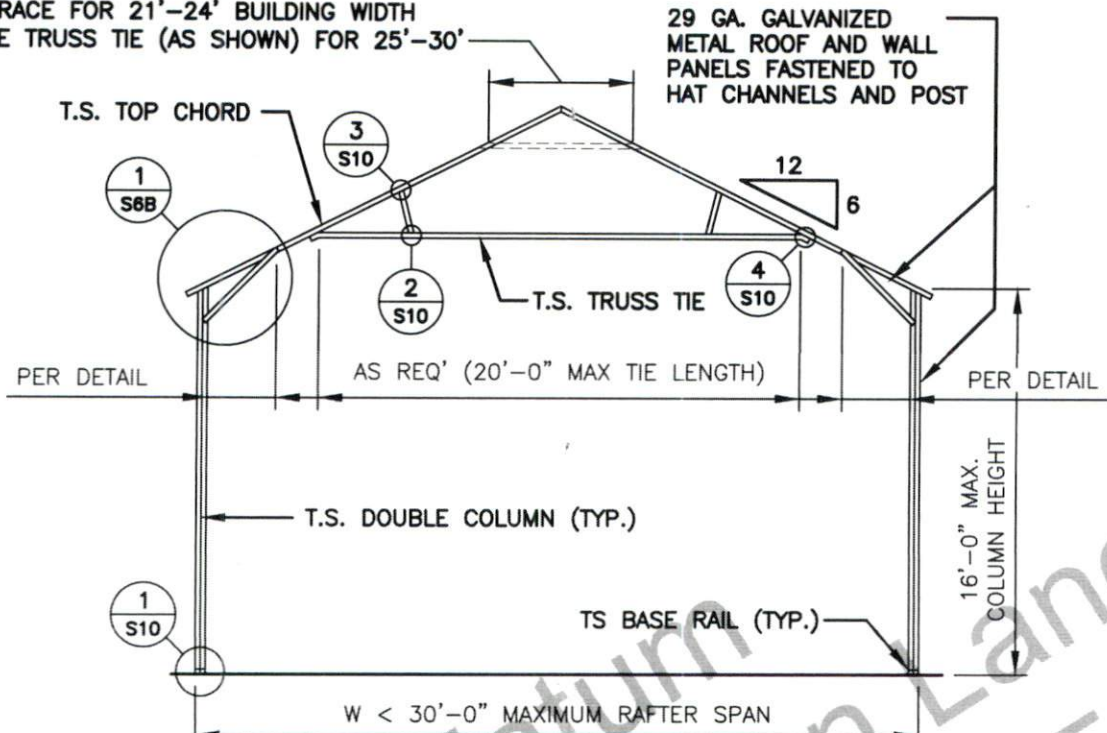 RACE FOR 21'-24' BUILDING WIDTH
E TRUSS TIE (AS SHOWN) FOR 25'-30'
29 GA. GALVANIZED
METAL ROOF AND WALL
PANELS FASTENED TO
HAT CHANNELS AND POST
T.S. TOP CHORD
3
S10
1
S6B
12
6
2
S10
T.S. TRUSS TIE
4
S10
PER DETAIL
AS REQ' (20'-0" MAX TIE LENGTH)
PER DETAIL
T.S. DOUBLE COLUMN (TYP.)
16'-0" MAX.
COLUMN HEIGHT
1
S10
TS BASE RAIL (TYP.)
W < 30'-0" MAXIMUM RAFTER SPAN